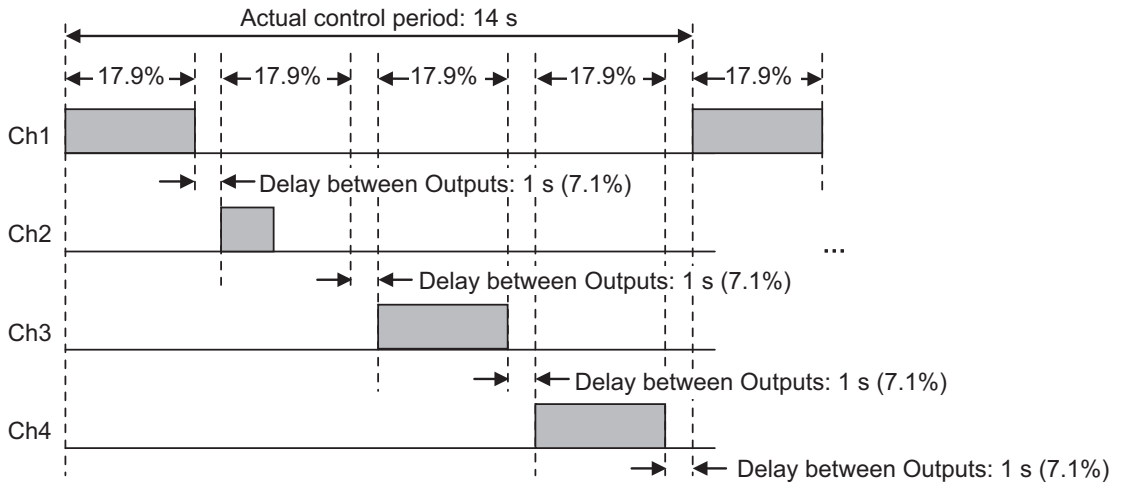 Actual control period: 14 s
17.9% 17.9% 17.9% 17.9% 17.9%
Ch1
Delay between Outputs: 1 s (7.1%)
Ch2
...
Delay between Outputs: 1 s (7.1%)
Ch3
Delay between Outputs: 1 s (7.1%)
Ch4
Delay between Outputs: 1 s (7.1%)